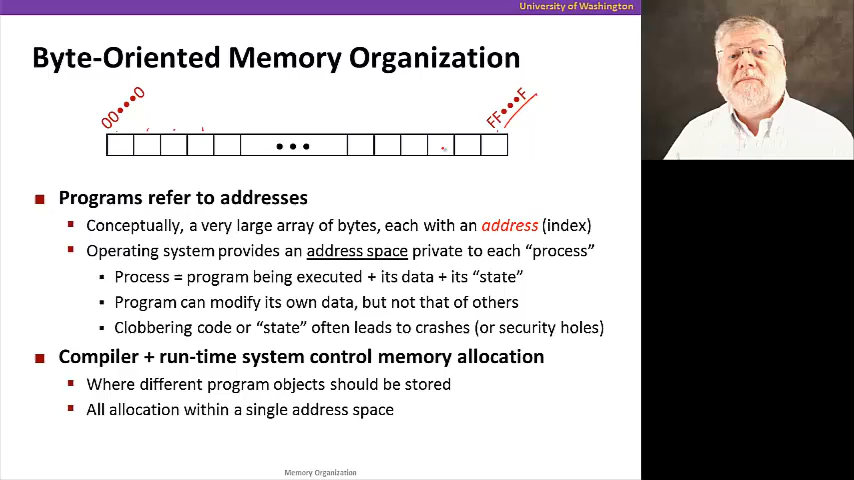 University of Washington
Byte-Oriented Memory Organization
00•••0
FF•••F
•••
Programs refer to addresses
Conceptually, a very large array of bytes, each with an address (index)
Operating system provides an address space private to each “process”
Process = program being executed + its data + its “state”
Program can modify its own data, but not that of others
Clobbering code or “state” often leads to crashes (or security holes)
Compiler + run-time system control memory allocation
Where different program objects should be stored
All allocation within a single address space
Memory Organization